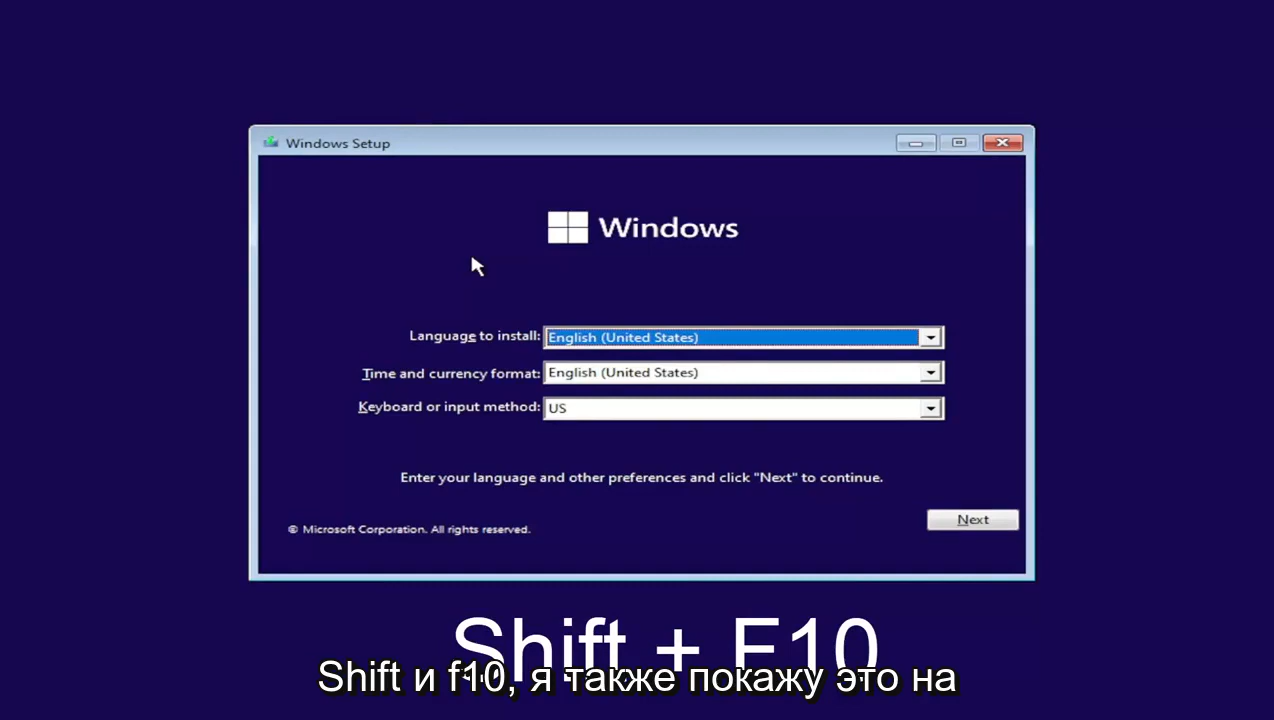 Windows Setup
Windows
Language to install: English (United States)
Time and currency format: English (United States)
Keyboard or input method: US
Enter your language and other preferences and click "Next" to continue.
Next
© Microsoft Corporation. All rights reserved.
Shift + F10
Shift и f10, я также покажу это на